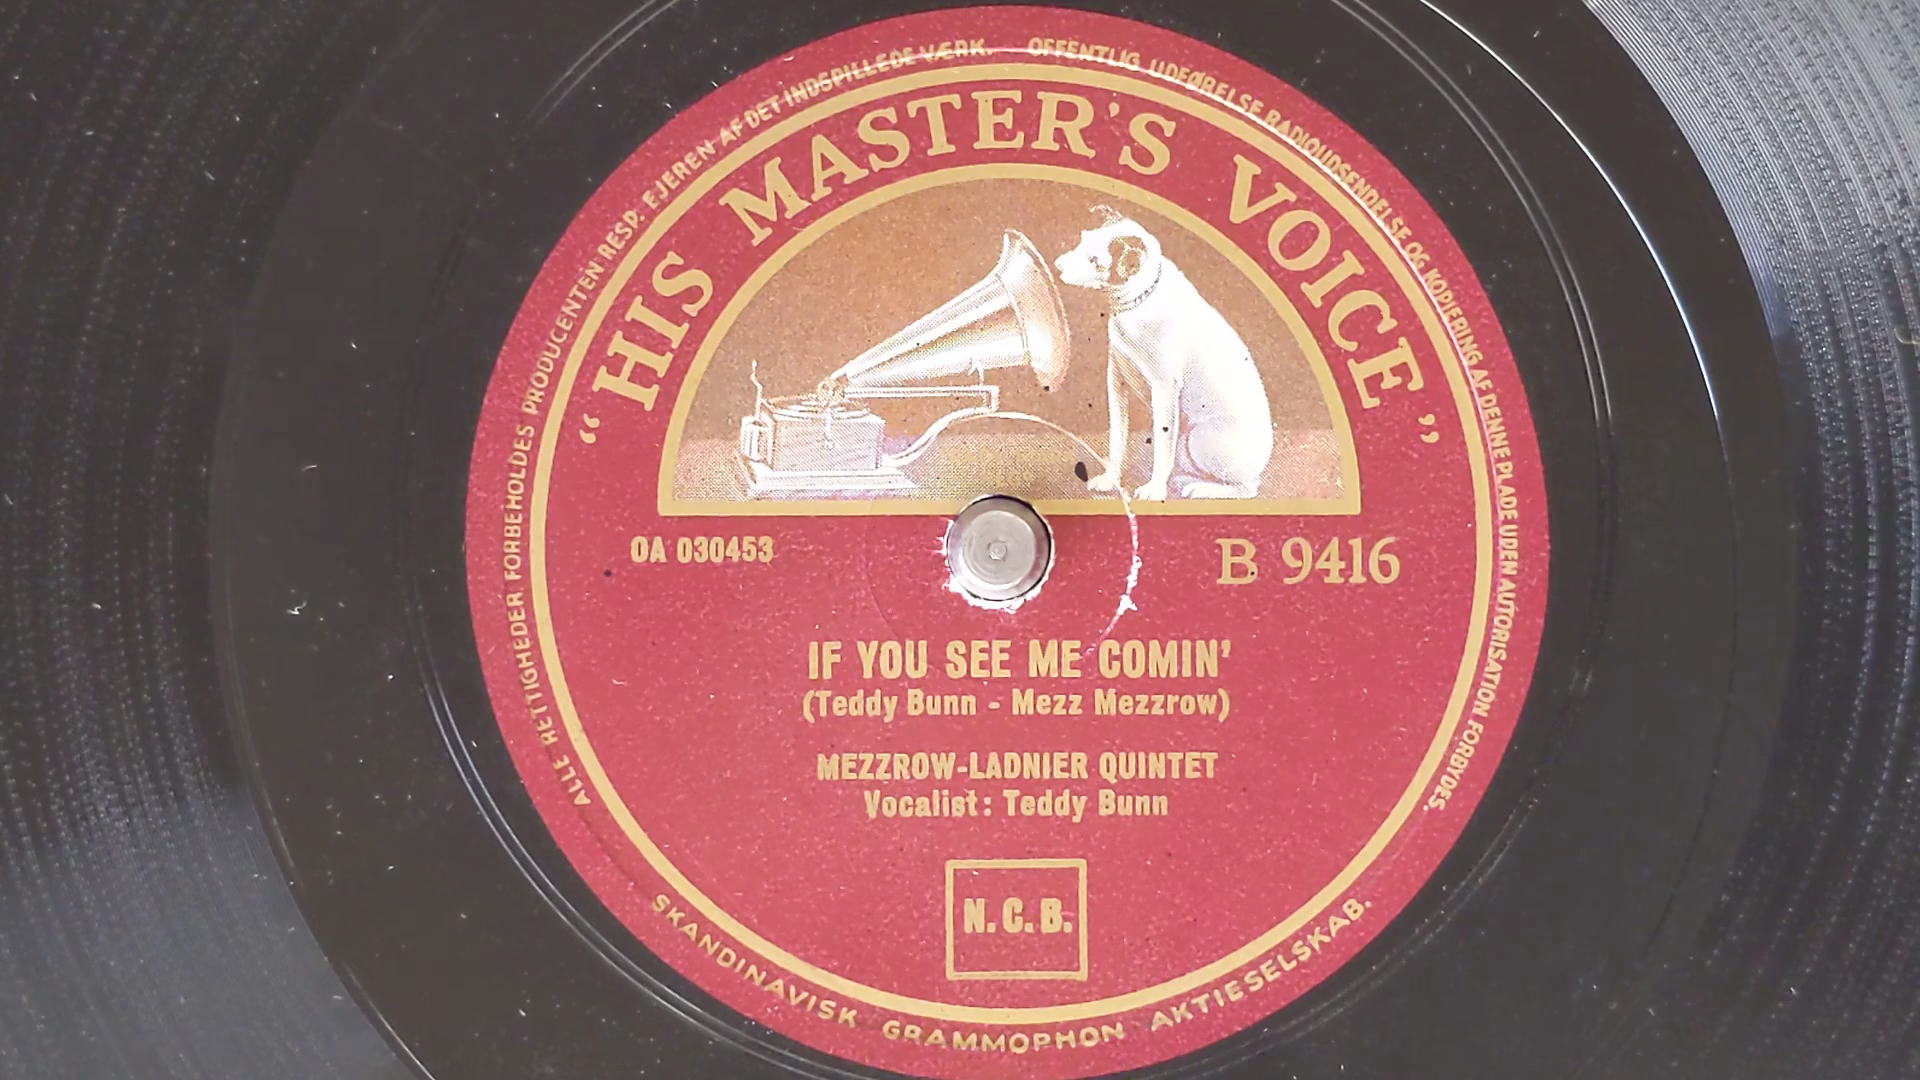 ALLE RETTIGHEDER FORBEHOLDES PRODUCENTEN RESP. EJEREN AF DET INDSPILLEDE VÆRK. OFFENTLIG UDFØRELSE RADIOUDSENDELSE OG KOPIERING AF DENNE PLADE UDEN AUTORISATION FORBYDES.
“HIS MASTER'S VOICE”
OA 030453
B 9416
IF YOU SEE ME COMIN'
(Teddy Bunn - Mezz Mezzrow)
MEZZROW-LADNIER QUINTET
Vocalist: Teddy Bunn
N.C.B.
SKANDINAVISK GRAMMOPHON AKTIESELSKAB.